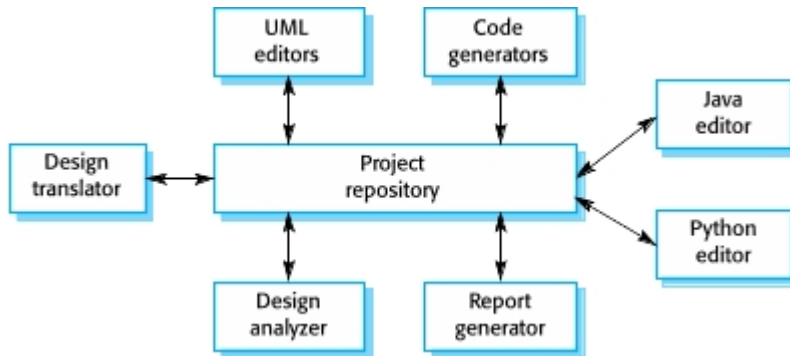 UML
editors
Code
generators
Java
editor
Design
translator
Project
repository
Python
editor
Design
analyzer
Report
generator